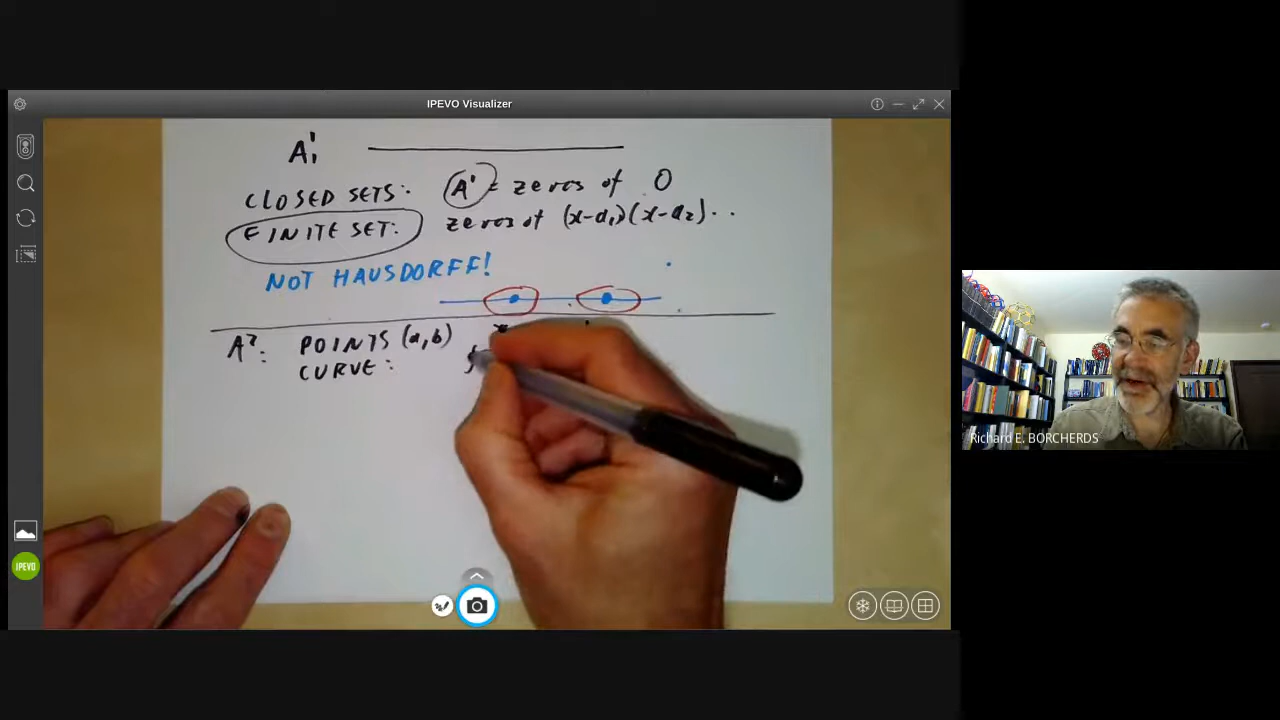 IPEVO Visualizer
A¹,
CLOSED SETS: A¹ = zeros of 0
FINITE SET: zeros of (x-a₁)(x-a₂)..
NOT HAUSDORFF!
A²: POINTS (a,b)
CURVE: f
Richard E. BORCHERDS
IPEVO